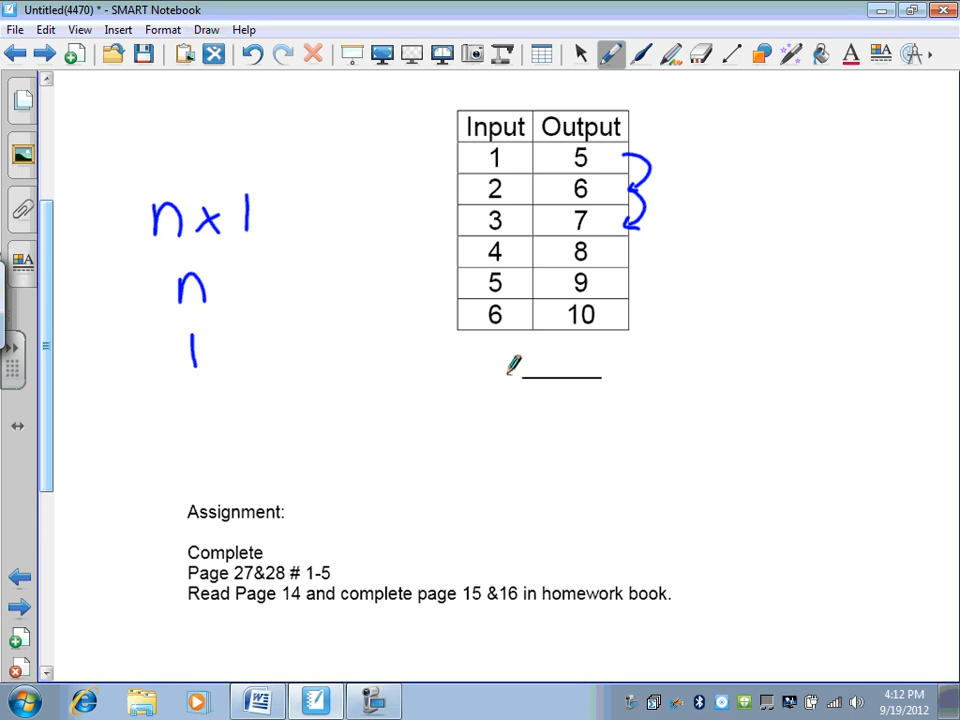 Untitled(4470) * - SMART Notebook
File Edit View Insert Format Draw Help
Input Output
1 5
2 6
3 7
4 8
5 9
6 10
n x 1
n
1
Assignment:
Complete
Page 27&28 # 1-5
Read Page 14 and complete page 15 &16 in homework book.
4:12 PM
9/19/2012